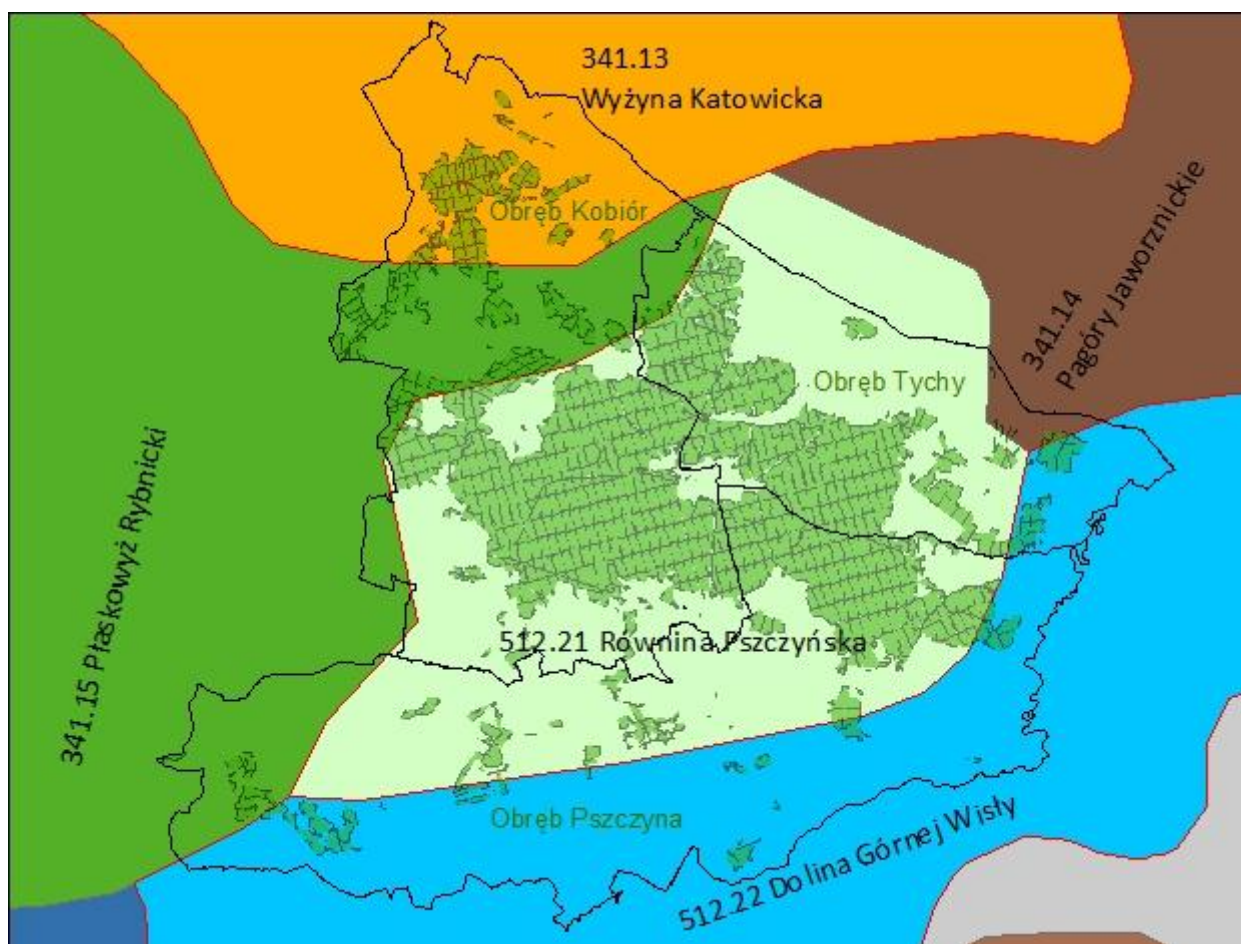 341.13
Wyżyna Katowicka
Obręb Kobiór
341.14
Pagóry Jaworznickie
Obręb Tychy
341.15 Płaskowyż Rybnicki
512.21 Równina Pszczyńska
Obręb Pszczyna
512.22 Dolina Górnej Wisły